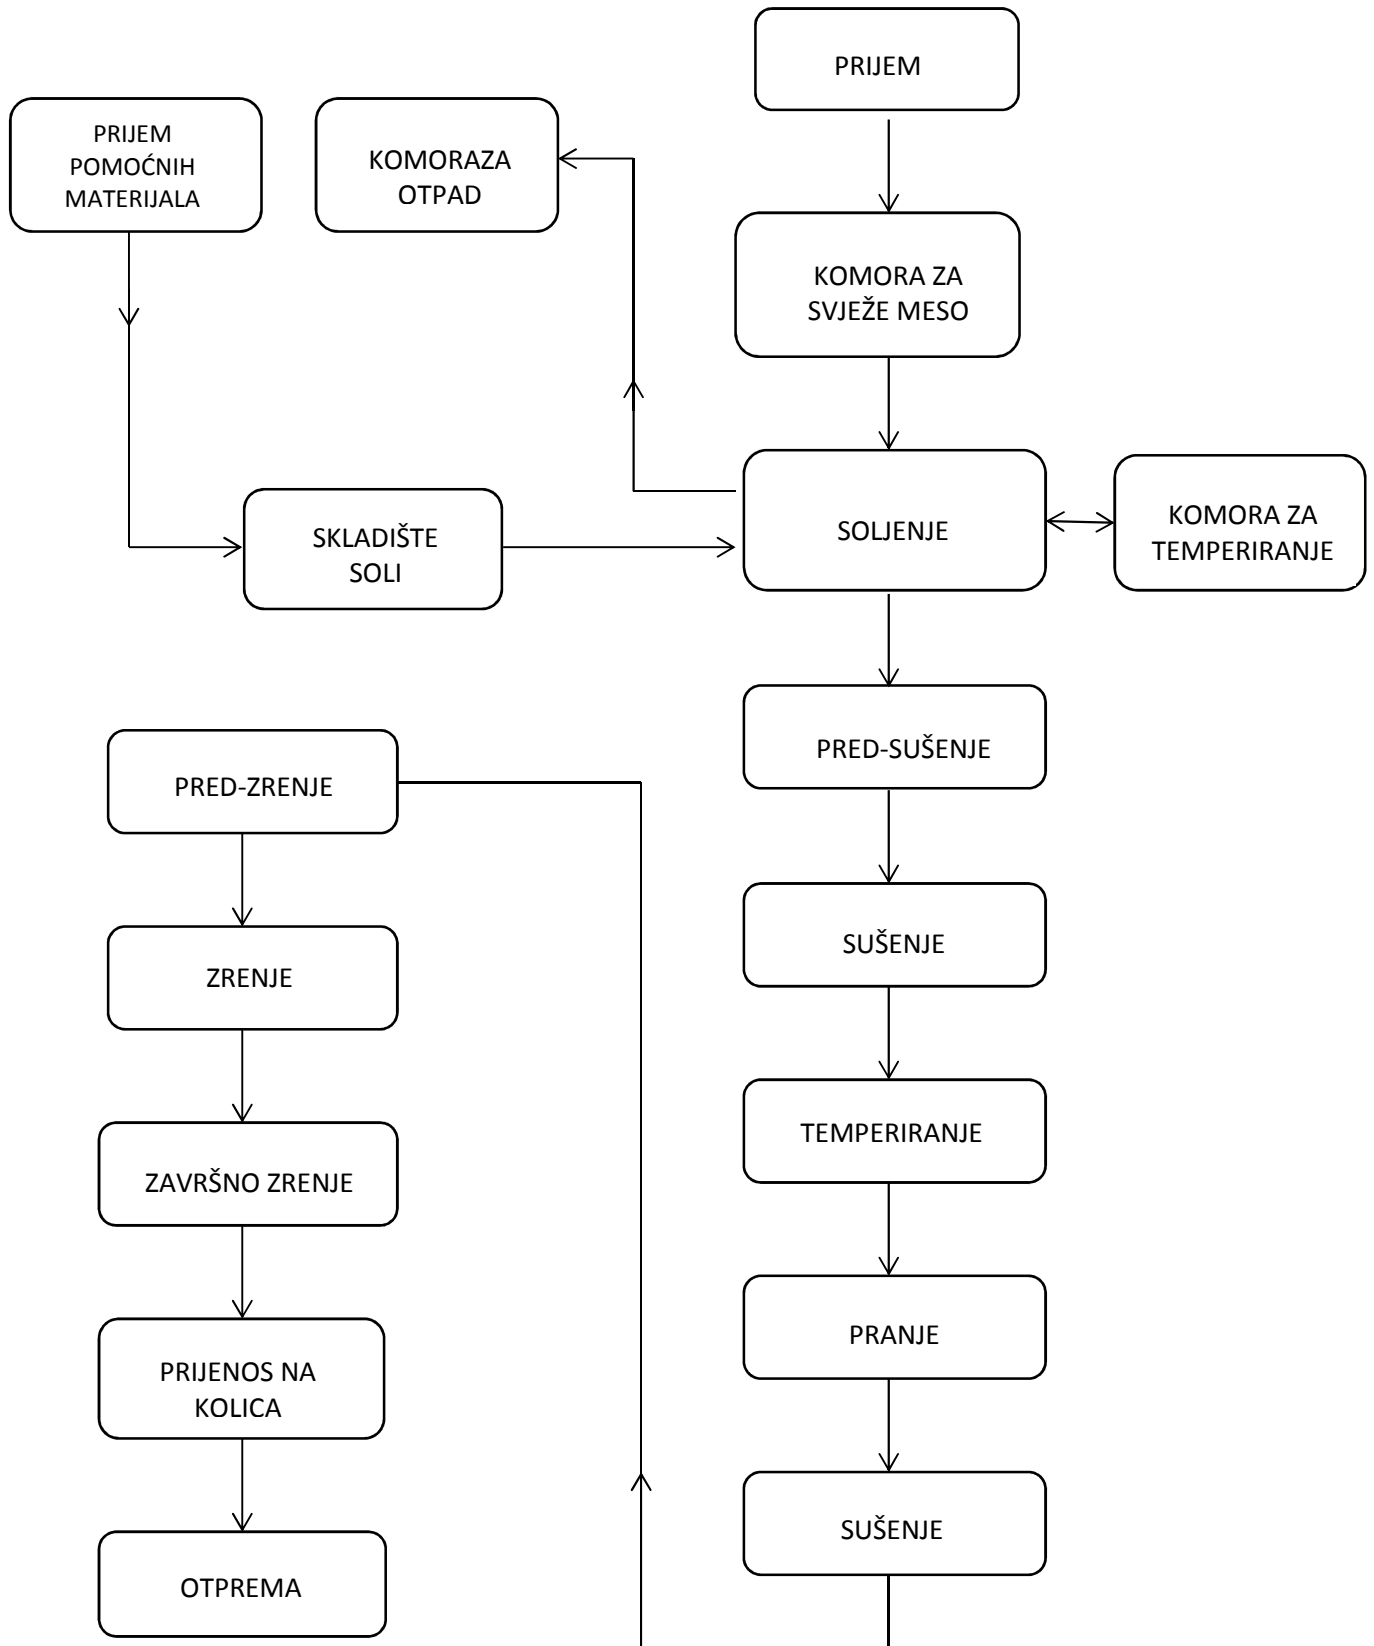 PRIJEM
PRIJEM
POMOĆNIH
MATERIJALA
KOMORAZA
OTPAD
KOMORA ZA
SVJEŽE MESO
SKLADIŠTE
SOLI
SOLJENJE
KOMORA ZA
TEMPERIRANJE
PRED-SUŠENJE
SUŠENJE
TEMPERIRANJE
PRANJE
SUŠENJE
PRED-ZRENJE
ZRENJE
ZAVRŠNO ZRENJE
PRIJENOS NA
KOLICA
OTPREMA